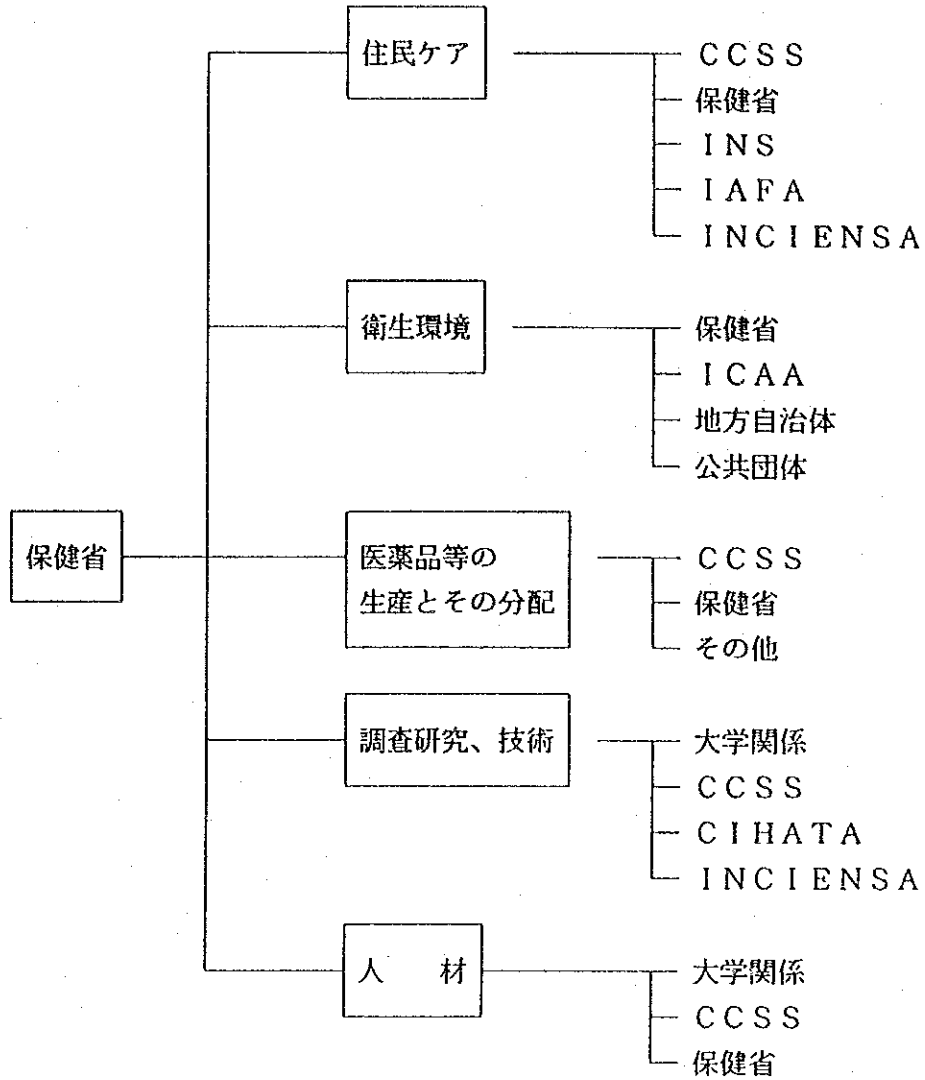 住民ケア
CCSS
保健省
INS
IAFA
INCIENSA
衛生環境
保健省
ICAA
地方自治体
公共団体
保健省
医薬品等の
生産とその分配
CCSS
保健省
その他
調査研究、技術
大学関係
CCSS
CIHATA
INCIENSA
人　材
大学関係
CCSS
保健省